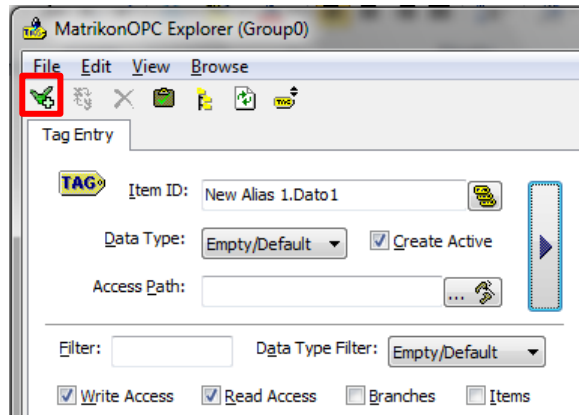 MatrikonOPC Explorer (Group0)
File Edit View Browse
Tag Entry
TAG Item ID: New Alias 1.Dato1
Data Type: Empty/Default Create Active
Access Path: ...
Filter: Data Type Filter: Empty/Default
Write Access Read Access Branches Items